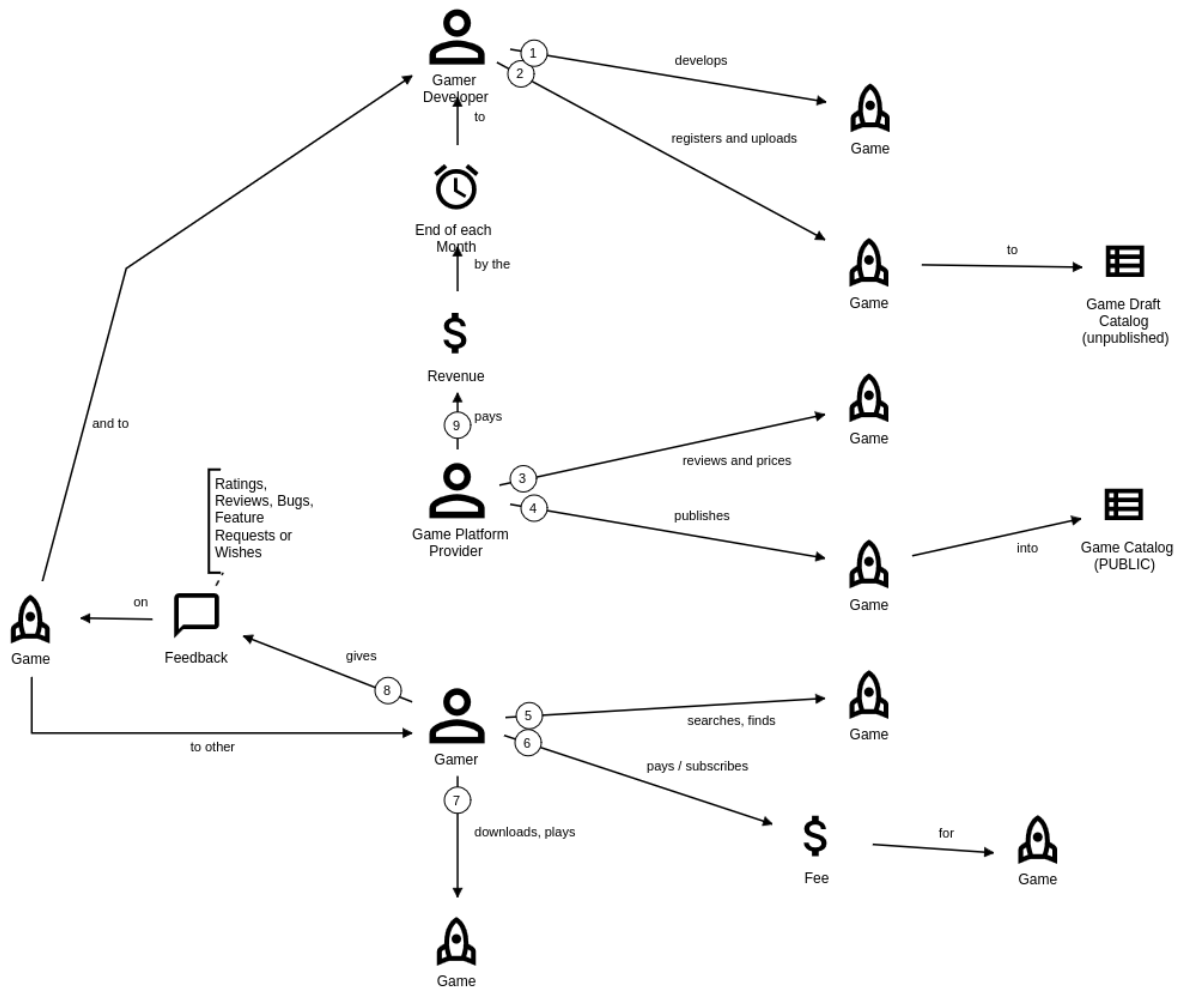 Gamer
Developer
1
2
develops
Game
to
registers and uploads
End of each
Month
by the
Game
to
Game Draft
Catalog
(unpublished)
Revenue
pays
9
and to
Game
3
reviews and prices
4
publishes
Game Platform
Provider
Game
into
Game Catalog
(PUBLIC)
Ratings,
Reviews, Bugs,
Feature
Requests or
Wishes
Game
on
Feedback
gives
8
to other
Gamer
5
searches, finds
Game
6
pays / subscribes
7
downloads, plays
Fee
for
Game
Game